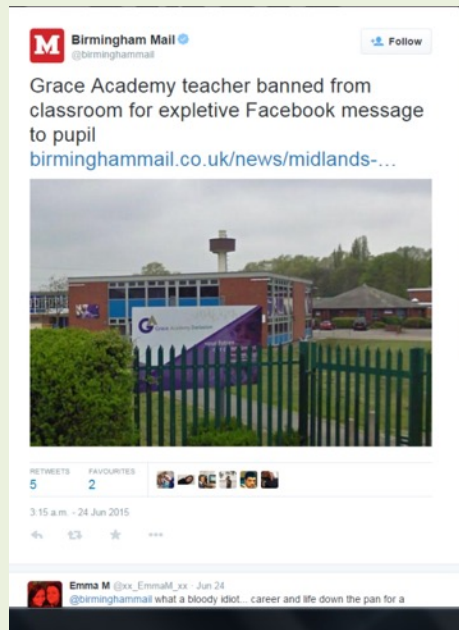 M
Birmingham Mail
@birminghammail
Follow
Grace Academy teacher banned from
classroom for expletive Facebook message
to pupil
birminghammail.co.uk/news/midlands-...
Grace Academy
RETWEETS FAVOURITES
5 2
3:15 a.m. - 24 Jun 2015
Emma M @xx_EmmaM_xx · Jun 24
@birminghammail what a bloody idiot... career and life down the pan for a